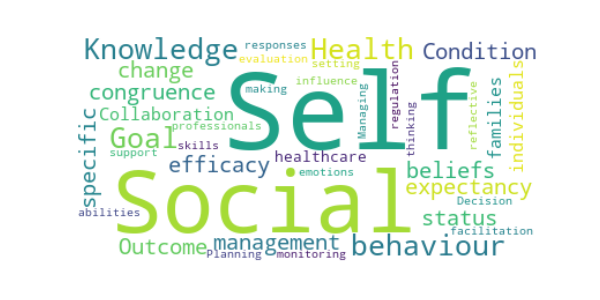 Knowledge
responses
evaluation
Health
setting
Condition
change
influence
congruence
making
Self
Managing
regulation
thinking
reflective
families
individuals
Collaboration
professionals
Goal
skills
support
specific
efficacy
healthcare
emotions
beliefs
expectancy
Social
abilities
Decision
status
facilitation
Outcome
management
behaviour
Planning
monitoring